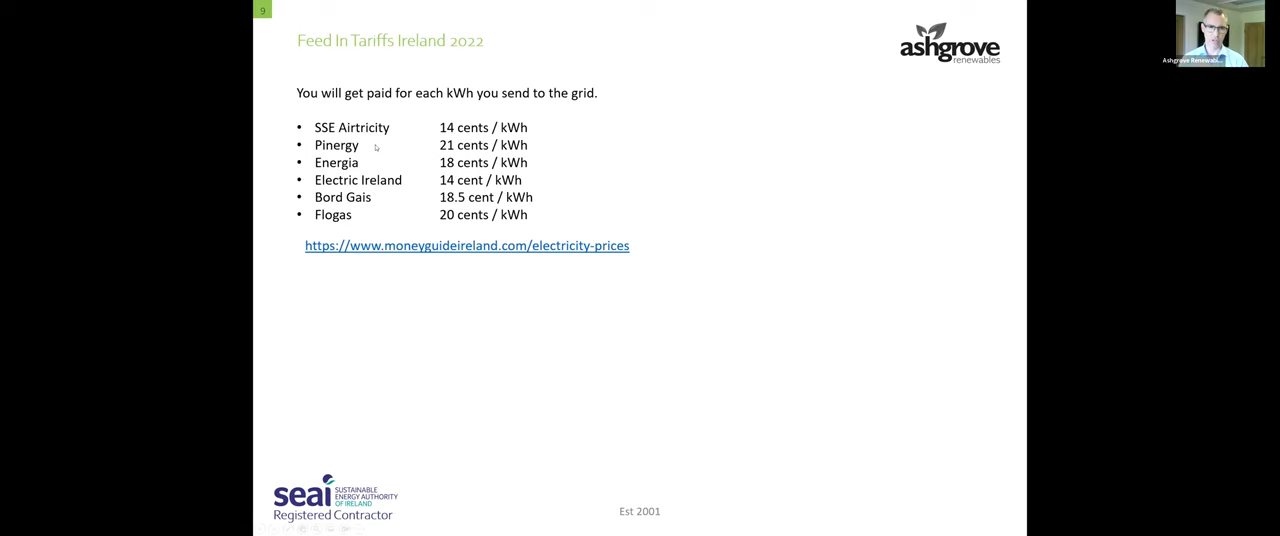 9
Feed In Tariffs Ireland 2022
ashgrove
renewables
Ashgrove Renewabl...
You will get paid for each kWh you send to the grid.
• SSE Airtricity 14 cents / kWh
• Pinergy 21 cents / kWh
• Energia 18 cents / kWh
• Electric Ireland 14 cent / kWh
• Bord Gais 18.5 cent / kWh
• Flogas 20 cents / kWh
https://www.moneyguideireland.com/electricity-prices
seai SUSTAINABLE
ENERGY AUTHORITY
OF IRELAND
Registered Contractor
Est 2001